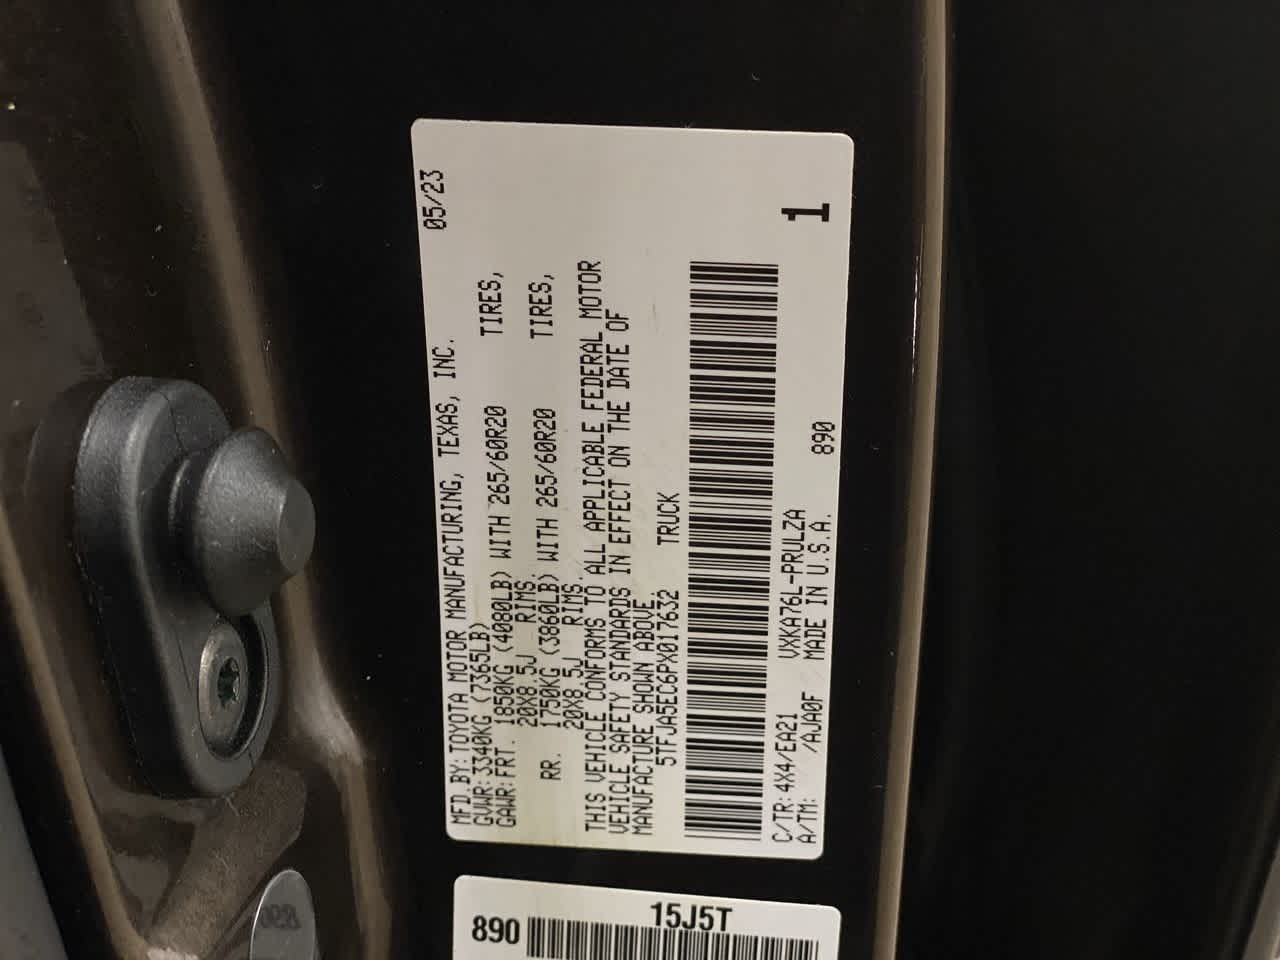 05/23
MFD.BY:TOYOTA MOTOR MANUFACTURING, TEXAS, INC.
GVWR:3340KG (7365LB)
GAWR:FRT. 1850KG (4080LB) WITH 265/60R20 TIRES,
20X8.5J RIMS.
RR. 1750KG (3860LB) WITH 265/60R20 TIRES,
20X8.5J RIMS.
THIS VEHICLE CONFORMS TO ALL APPLICABLE FEDERAL MOTOR
VEHICLE SAFETY STANDARDS IN EFFECT ON THE DATE OF
MANUFACTURE SHOWN ABOVE.
5TFJA5EC6PX017632 TRUCK
C/TR:4X4/EA21 VXKA76L-PRULZA
A/TM: /AJA0F MADE IN U.S.A. 890
1
15J5T
890
068